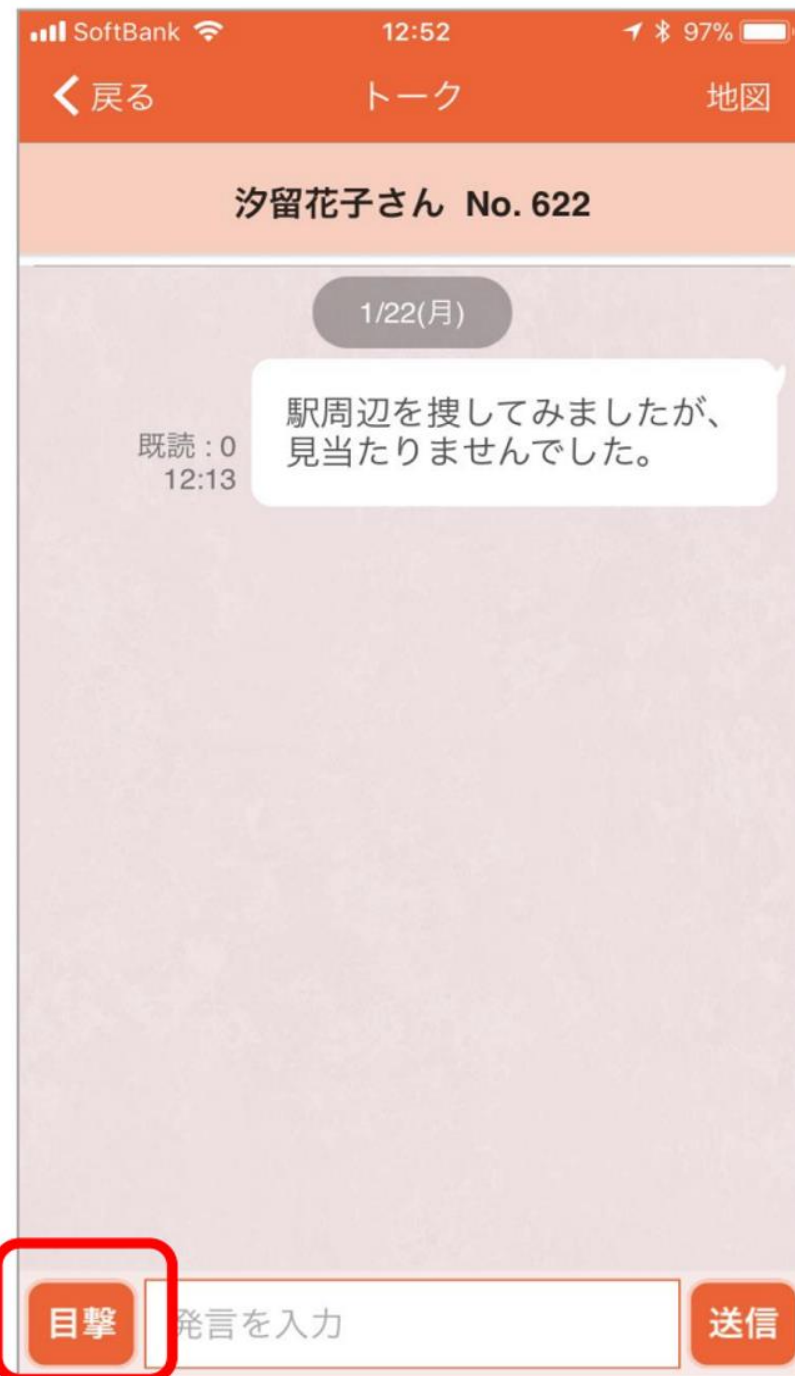 SoftBank 12:52 97%
戻る トーク 地図
汐留花子さん No. 622
1/22(月)
駅周辺を捜してみましたが、
見当たりませんでした。
既読 : 0
12:13
目撃 発言を入力 送信